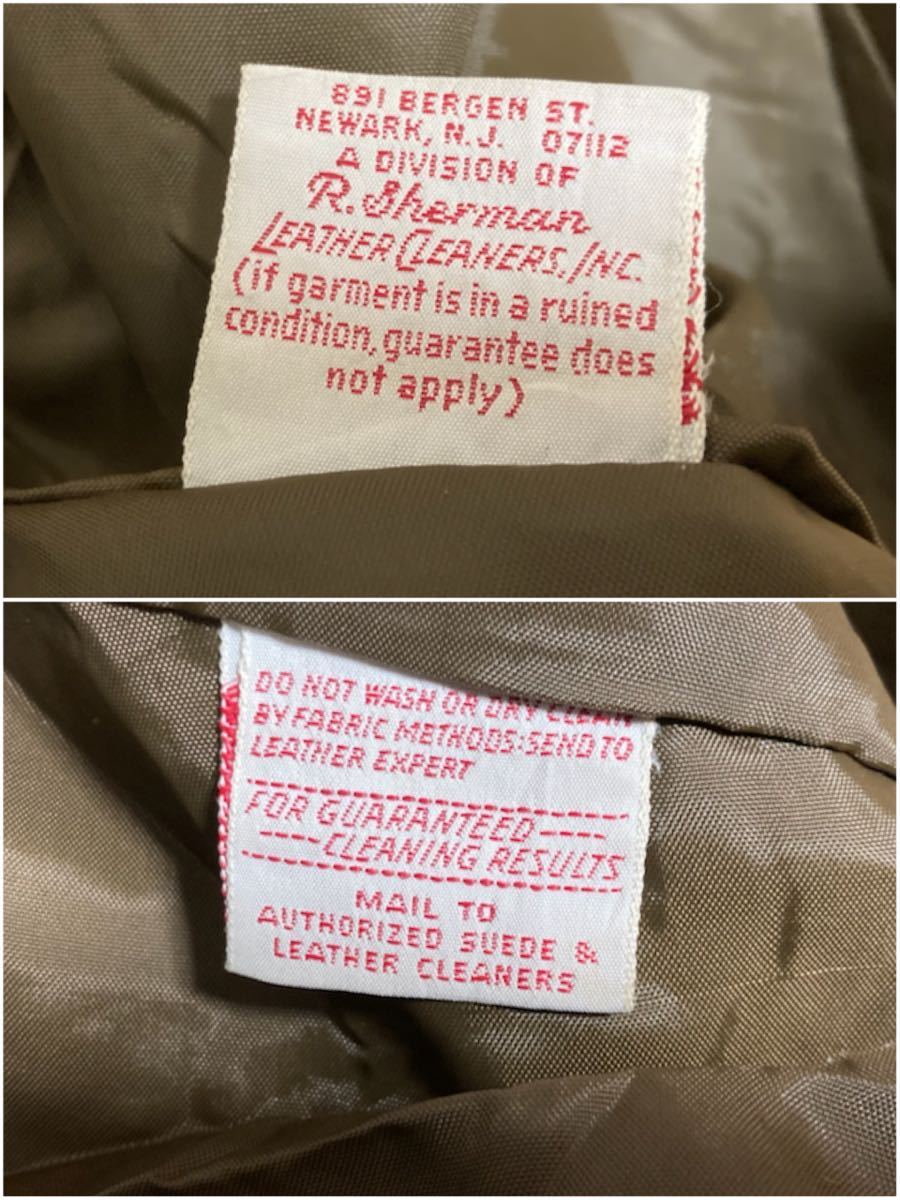 891 BERGEN ST.
NEWARK, N.J. 07112
A DIVISION OF
R. Sherman
LEATHER CLEANERS, INC.
(if garment is in a ruined
condition, guarantee does
not apply)
DO NOT WASH OR DRY CLEAN
BY FABRIC METHODS·SEND TO
LEATHER EXPERT
FOR GUARANTEED
CLEANING RESULTS
MAIL TO
AUTHORIZED SUEDE &
LEATHER CLEANERS